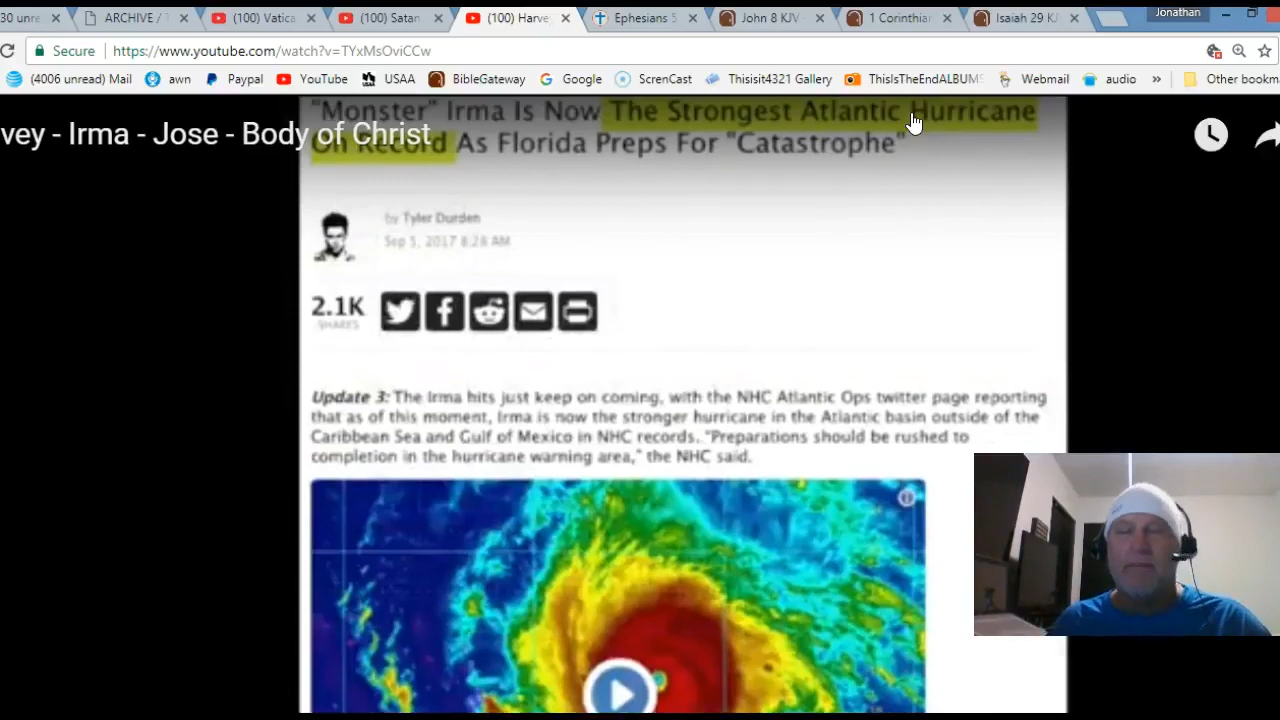 30 unre
ARCHIVE / T
(100) Vatica
(100) Satan
(100) Harve
Ephesians 5
John 8 KJV -
1 Corinthian
Isaiah 29 KJ
Jonathan
Secure
https://www.youtube.com/watch?v=TYxMsOviCCw
(4006 unread) Mail
awn
Paypal
YouTube
USAA
BibleGateway
Google
ScrenCast
Thisisit4321 Gallery
ThisIsTheEndALBUMS
Webmail
audio
»
Other bookm
"Monster" Irma Is Now The Strongest Atlantic Hurricane
On Record As Florida Preps For "Catastrophe"
vey - Irma - Jose - Body of Christ
by Tyler Durden
Sep 5, 2017 8:28 AM
2.1K
SHARES
Update 3: The Irma hits just keep on coming, with the NHC Atlantic Ops twitter page reporting
that as of this moment, Irma is now the stronger hurricane in the Atlantic basin outside of the
Caribbean Sea and Gulf of Mexico in NHC records. "Preparations should be rushed to
completion in the hurricane warning area," the NHC said.